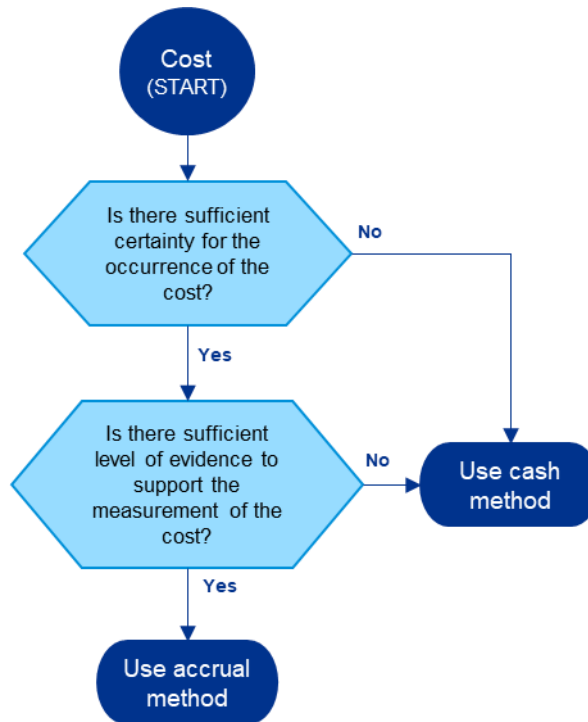 Cost
(START)
Is there sufficient
certainty for the
occurrence of the
cost?
No
Yes
Is there sufficient
level of evidence to
support the
measurement of the
cost?
No
Use cash
method
Yes
Use accrual
method